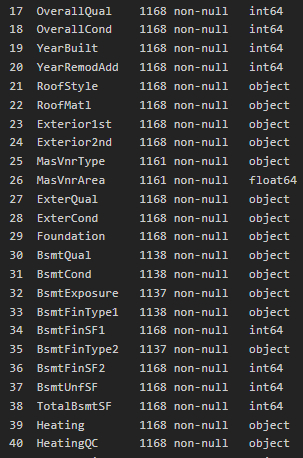 17 OverallQual 1168 non-null int64
18 OverallCond 1168 non-null int64
19 YearBuilt 1168 non-null int64
20 YearRemodAdd 1168 non-null int64
21 RoofStyle 1168 non-null object
22 RoofMatl 1168 non-null object
23 Exterior1st 1168 non-null object
24 Exterior2nd 1168 non-null object
25 MasVnrType 1161 non-null object
26 MasVnrArea 1161 non-null float64
27 ExterQual 1168 non-null object
28 ExterCond 1168 non-null object
29 Foundation 1168 non-null object
30 BsmtQual 1138 non-null object
31 BsmtCond 1138 non-null object
32 BsmtExposure 1137 non-null object
33 BsmtFinType1 1138 non-null object
34 BsmtFinSF1 1168 non-null int64
35 BsmtFinType2 1137 non-null object
36 BsmtFinSF2 1168 non-null int64
37 BsmtUnfSF 1168 non-null int64
38 TotalBsmtSF 1168 non-null int64
39 Heating 1168 non-null object
40 HeatingQC 1168 non-null object